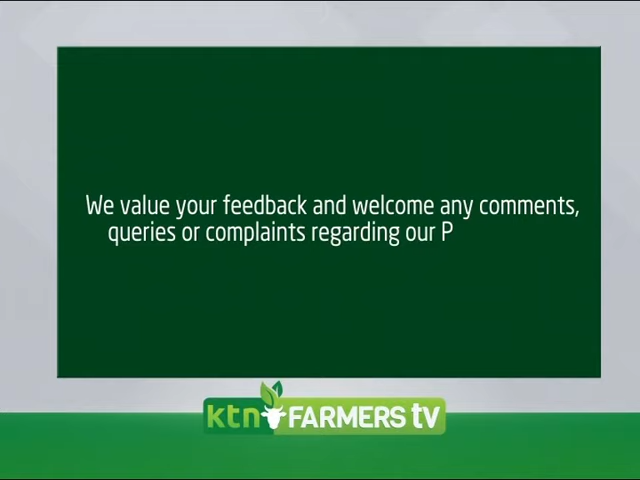 We value your feedback and welcome any comments,
queries or complaints regarding our P
ktn FARMERS tv